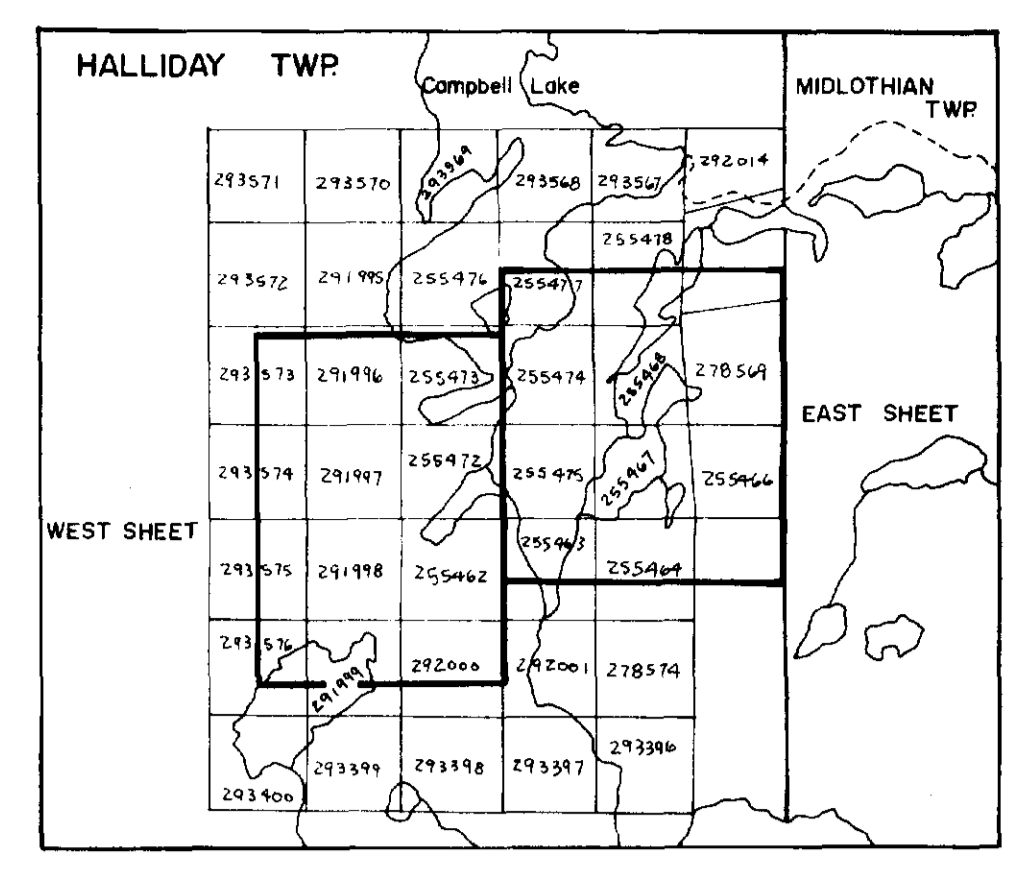 HALLIDAY TWP.
Campbell Lake
MIDLOTHIAN
TWP.
293571 293570 293969 293568 293567 292014
255478
293572 291995 255476 255477
293573 291996 255473 255474 285468 278569
EAST SHEET
293574 291997 255472 255475 255467 255466
WEST SHEET
255463
293575 291998 255462 255464
293576 292000 292001 278574
291999
293396
293399 293398 293397
293400